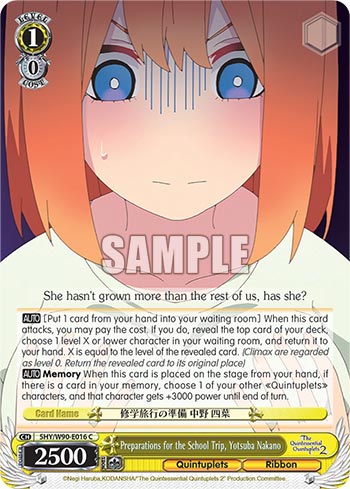 LEVEL
1
0
COST
SAMPLE
She hasn't grown more than the rest of us, has she?
AUTO [Put 1 card from your hand into your waiting room] When this card
attacks, you may pay the cost. If you do, reveal the top card of your deck,
choose 1 level X or lower character in your waiting room, and return it to
your hand. X is equal to the level of the revealed card. (Climax are regarded
as level 0. Return the revealed card to its original place)
AUTO Memory When this card is placed on the stage from your hand, if
there is a card in your memory, choose 1 of your other «Quintuplets»
characters, and that character gets +3000 power until end of turn.
Card Name 修学旅行の準備 中野 四葉
CH 5HY/W90-E016 C Preparations for the School Trip, Yotsuba Nakano
The Quintessential Quintuplets 2
2500 Quintuplets Ribbon
©Negi Haruba,KODANSHA/"The Quintessential Quintuplets 2" Production Committee.